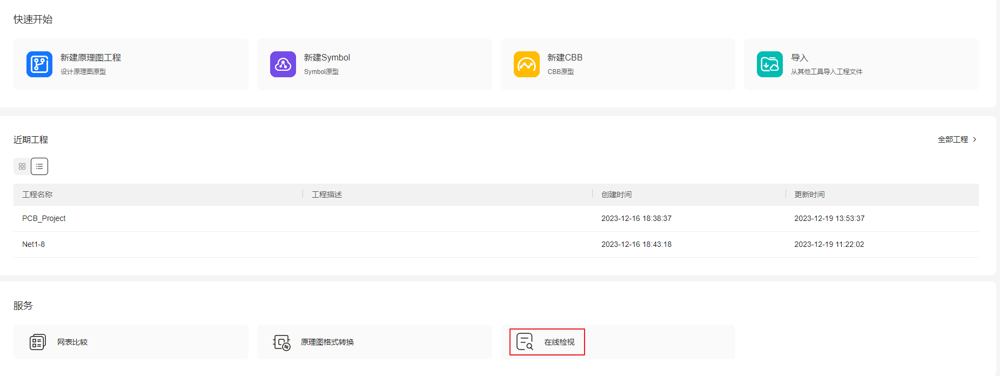 快速开始
新建原理图工程
设计原理图原型
新建Symbol
Symbol原型
新建CBB
CBB原型
导入
从其他工具导入工程文件
近期工程
全部工程
工程名称 工程描述 创建时间 更新时间
PCB_Project 2023-12-16 18:38:37 2023-12-19 13:53:37
Net1-8 2023-12-16 18:43:18 2023-12-19 11:22:02
服务
网表比较 原理图格式转换 在线检视